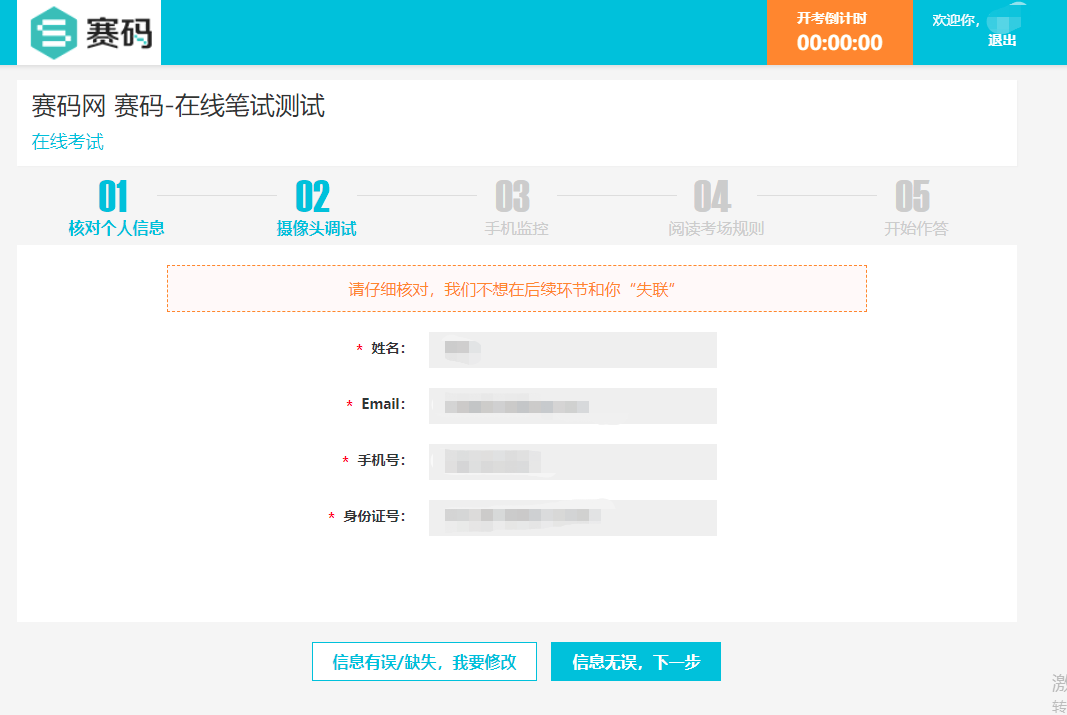 赛码
开考倒计时
00:00:00
欢迎你,
退出
赛码网 赛码-在线笔试测试
在线考试
01
核对个人信息
02
摄像头调试
03
手机监控
04
阅读考场规则
05
开始作答
请仔细核对，我们不想在后续环节和你“失联”
* 姓名：
* Email：
* 手机号：
* 身份证号：
信息有误/缺失，我要修改
信息无误，下一步
激
转